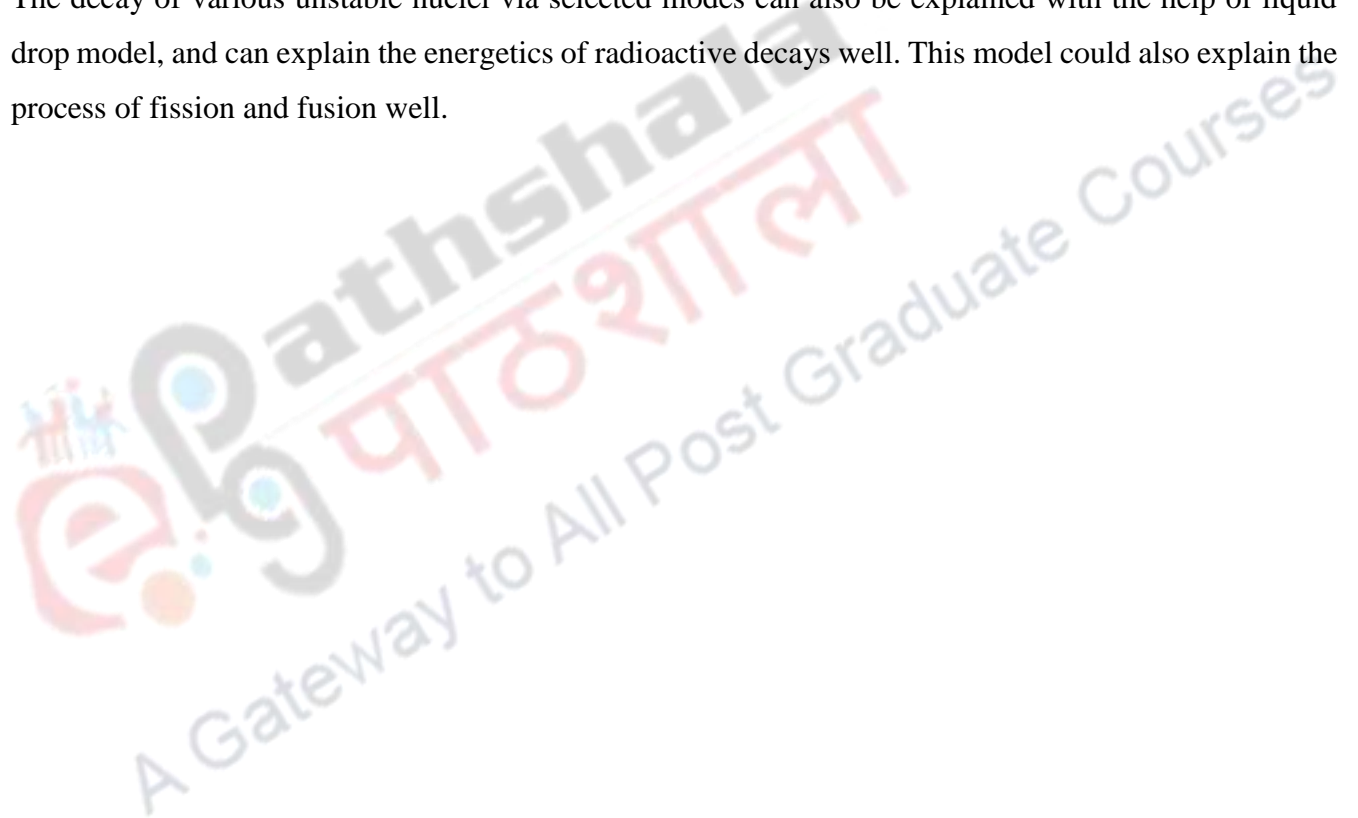 The decay of various unstable nuclei via selected modes can also be explained with the help of liquid
drop model, and can explain the energetics of radioactive decays well. This model could also explain the
process of fission and fusion well.
Pathshala
पाठशाला
A Gateway to All Post Graduate Courses